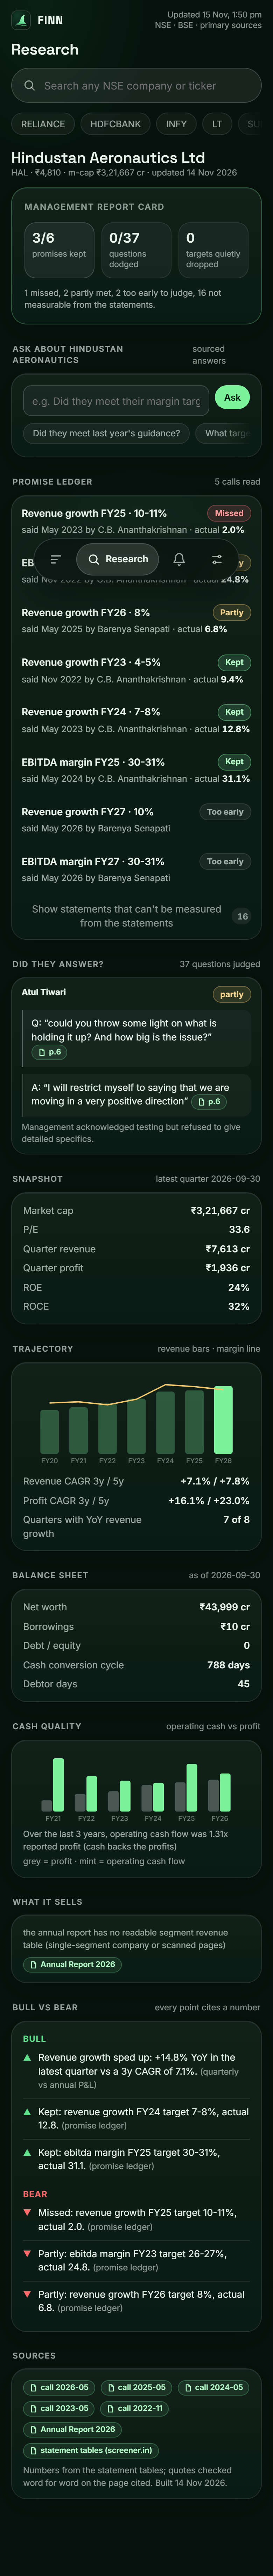 FINN
Updated 15 Nov, 1:50 pm
NSE · BSE · primary sources
Research
Search any NSE company or ticker
RELIANCE
HDFCBANK
INFY
LT
Hindustan Aeronautics Ltd
HAL · ₹4,810 · m-cap ₹3,21,667 cr · updated 14 Nov 2026
MANAGEMENT REPORT CARD
3/6
promises kept
0/37
questions
dodged
0
targets quietly
dropped
1 missed, 2 partly met, 2 too early to judge, 16 not
measurable from the statements.
ASK ABOUT HINDUSTAN
AERONAUTICS
sourced
answers
e.g. Did they meet their margin targ
Ask
Did they meet last year's guidance?
What targ
PROMISE LEDGER
5 calls read
Revenue growth FY25 · 10-11%
Missed
said May 2023 by C.B. Ananthakrishnan · actual 2.0%
Research
said Nov 2022 by C.B. Ananthakrishnan · actual 24.8%
Revenue growth FY26 · 8%
Partly
said May 2025 by Barenya Senapati · actual 6.8%
Revenue growth FY23 · 4-5%
Kept
said Nov 2022 by C.B. Ananthakrishnan · actual 9.4%
Revenue growth FY24 · 7-8%
Kept
said May 2023 by C.B. Ananthakrishnan · actual 12.8%
EBITDA margin FY25 · 30-31%
Kept
said May 2024 by C.B. Ananthakrishnan · actual 31.1%
Revenue growth FY27 · 10%
Too early
said May 2026 by Barenya Senapati
EBITDA margin FY27 · 30-31%
Too early
said May 2026 by Barenya Senapati
Show statements that can't be measured
from the statements
16
DID THEY ANSWER?
37 questions judged
Atul Tiwari
partly
Q: “could you throw some light on what is
holding it up? And how big is the issue?”
p.6
A: “I will restrict myself to saying that we are
moving in a very positive direction” p.6
Management acknowledged testing but refused to give
detailed specifics.
SNAPSHOT
latest quarter 2026-09-30
Market cap
₹3,21,667 cr
P/E
33.6
Quarter revenue
₹7,613 cr
Quarter profit
₹1,936 cr
ROE
24%
ROCE
32%
TRAJECTORY
revenue bars · margin line
FY20 FY21 FY22 FY23 FY24 FY25 FY26
Revenue CAGR 3y / 5y
+7.1% / +7.8%
Profit CAGR 3y / 5y
+16.1% / +23.0%
Quarters with YoY revenue
growth
7 of 8
BALANCE SHEET
as of 2026-09-30
Net worth
₹43,999 cr
Borrowings
₹10 cr
Debt / equity
0
Cash conversion cycle
788 days
Debtor days
45
CASH QUALITY
operating cash vs profit
FY21 FY22 FY23 FY24 FY25 FY26
Over the last 3 years, operating cash flow was 1.31x
reported profit (cash backs the profits)
grey = profit · mint = operating cash flow
WHAT IT SELLS
the annual report has no readable segment revenue
table (single-segment company or scanned pages)
Annual Report 2026
BULL VS BEAR
every point cites a number
BULL
Revenue growth sped up: +14.8% YoY in the
latest quarter vs a 3y CAGR of 7.1%. (quarterly
vs annual P&L)
Kept: revenue growth FY24 target 7-8%, actual
12.8. (promise ledger)
Kept: ebitda margin FY25 target 30-31%,
actual 31.1. (promise ledger)
BEAR
Missed: revenue growth FY25 target 10-11%,
actual 2.0. (promise ledger)
Partly: ebitda margin FY23 target 26-27%,
actual 24.8. (promise ledger)
Partly: revenue growth FY26 target 8%, actual
6.8. (promise ledger)
SOURCES
call 2026-05
call 2025-05
call 2024-05
call 2023-05
call 2022-11
Annual Report 2026
statement tables (screener.in)
Numbers from the statement tables; quotes checked
word for word on the page cited. Built 14 Nov 2026.